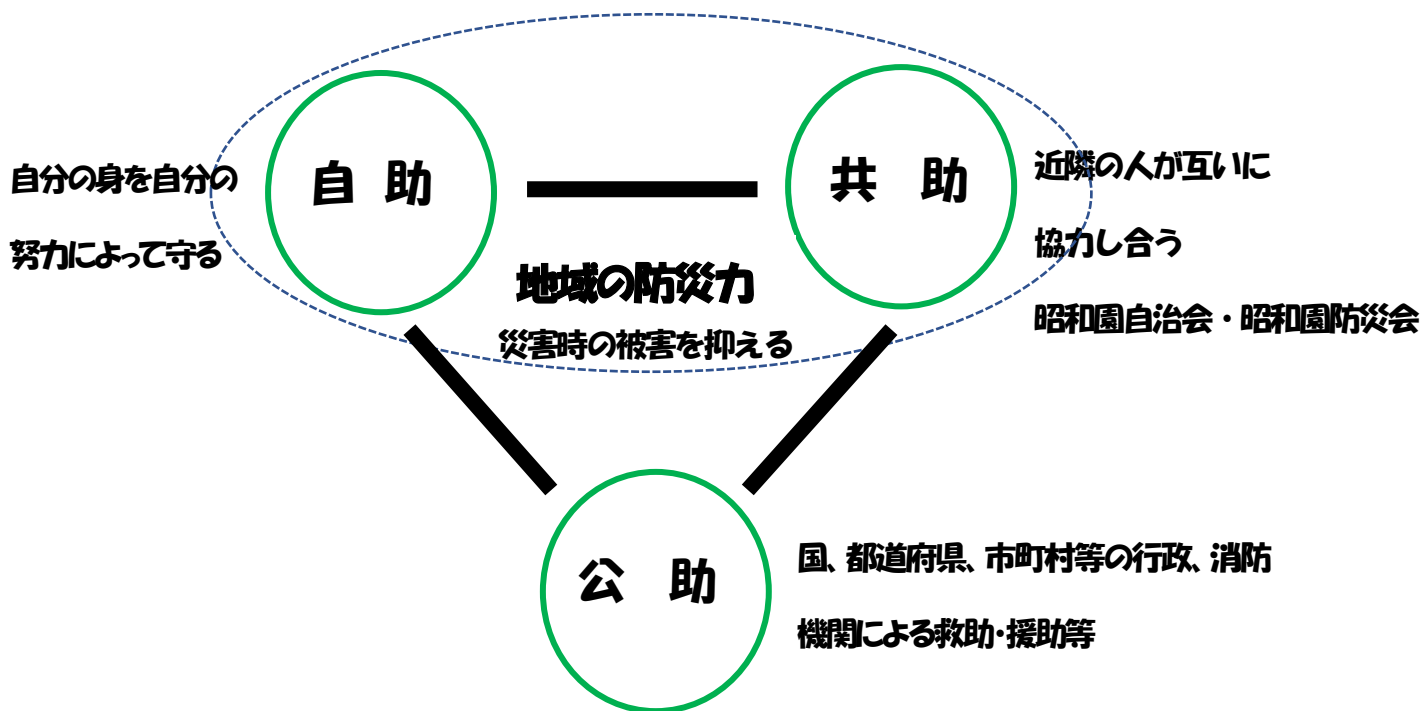 自助
共助
自分の身を自分の
努力によって守る
近隣の人が互いに
協力し合う
昭和園自治会・昭和園防災会
地域の防災力
災害時の被害を抑える
公助
国、都道府県、市町村等の行政、消防
機関による救助・援助等